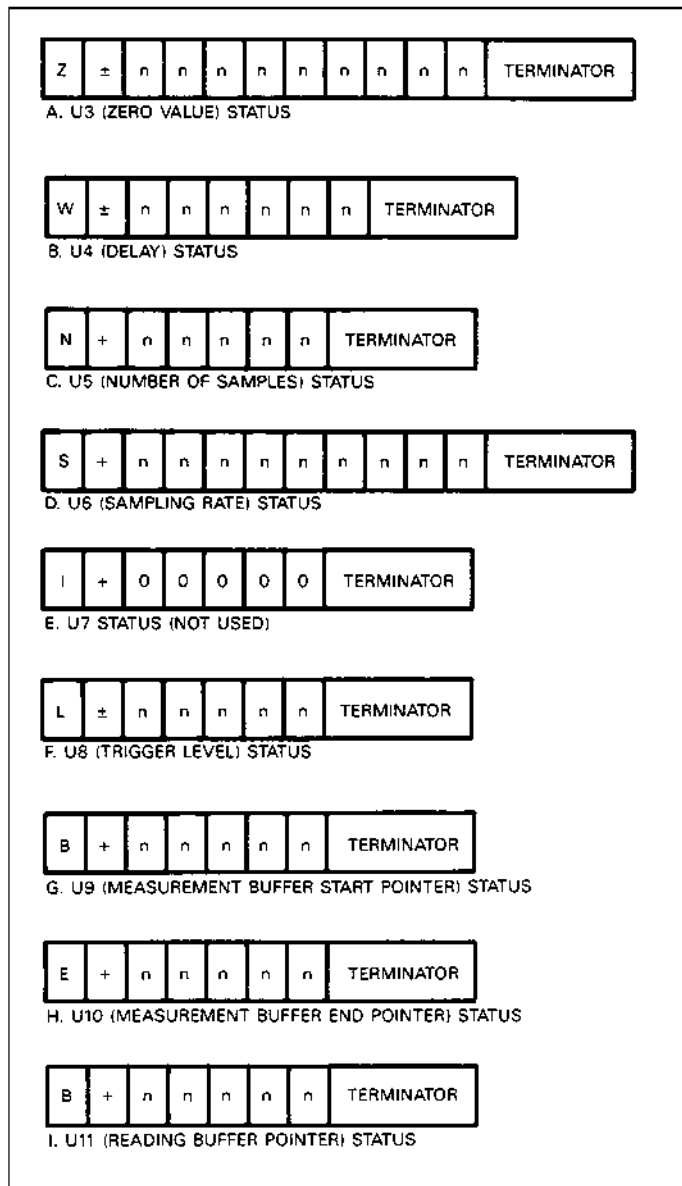 Z ± n n n n n n n n n TERMINATOR
A. U3 (ZERO VALUE) STATUS
W ± n n n n n n TERMINATOR
B. U4 (DELAY) STATUS
N + n n n n n TERMINATOR
C. U5 (NUMBER OF SAMPLES) STATUS
S + n n n n n n n n n TERMINATOR
D. U6 (SAMPLING RATE) STATUS
I + 0 0 0 0 0 TERMINATOR
E. U7 STATUS (NOT USED)
L ± n n n n n TERMINATOR
F. U8 (TRIGGER LEVEL) STATUS
B + n n n n n TERMINATOR
G. U9 (MEASUREMENT BUFFER START POINTER) STATUS
E + n n n n n TERMINATOR
H. U10 (MEASUREMENT BUFFER END POINTER) STATUS
B + n n n n n TERMINATOR
I. U11 (READING BUFFER POINTER) STATUS